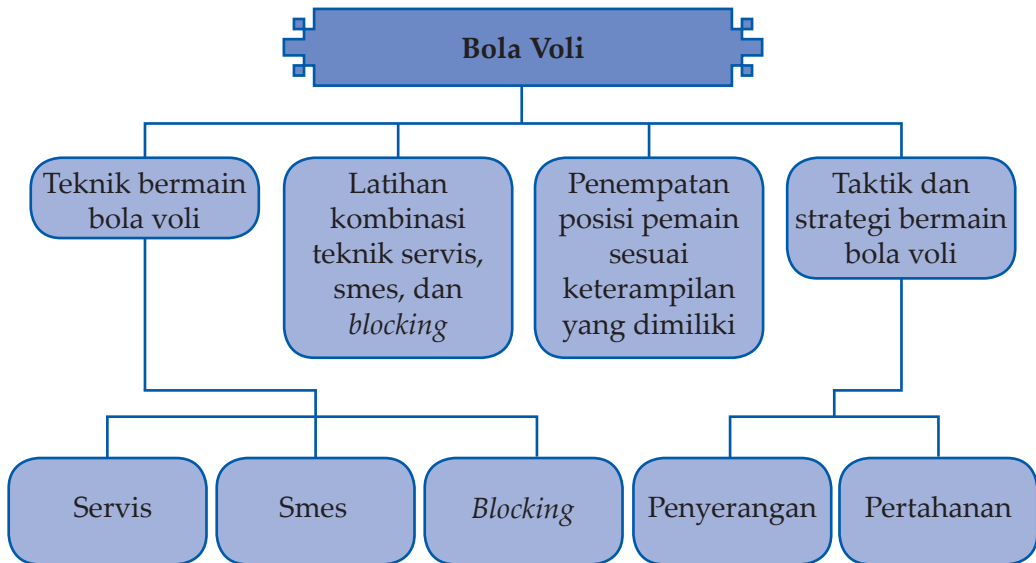 Bola Voli
Teknik bermain
bola voli
Latihan
kombinasi
teknik servis,
smes, dan
blocking
Penempatan
posisi pemain
sesuai
keterampilan
yang dimiliki
Taktik dan
strategi bermain
bola voli
Servis
Smes
Blocking
Penyerangan
Pertahanan